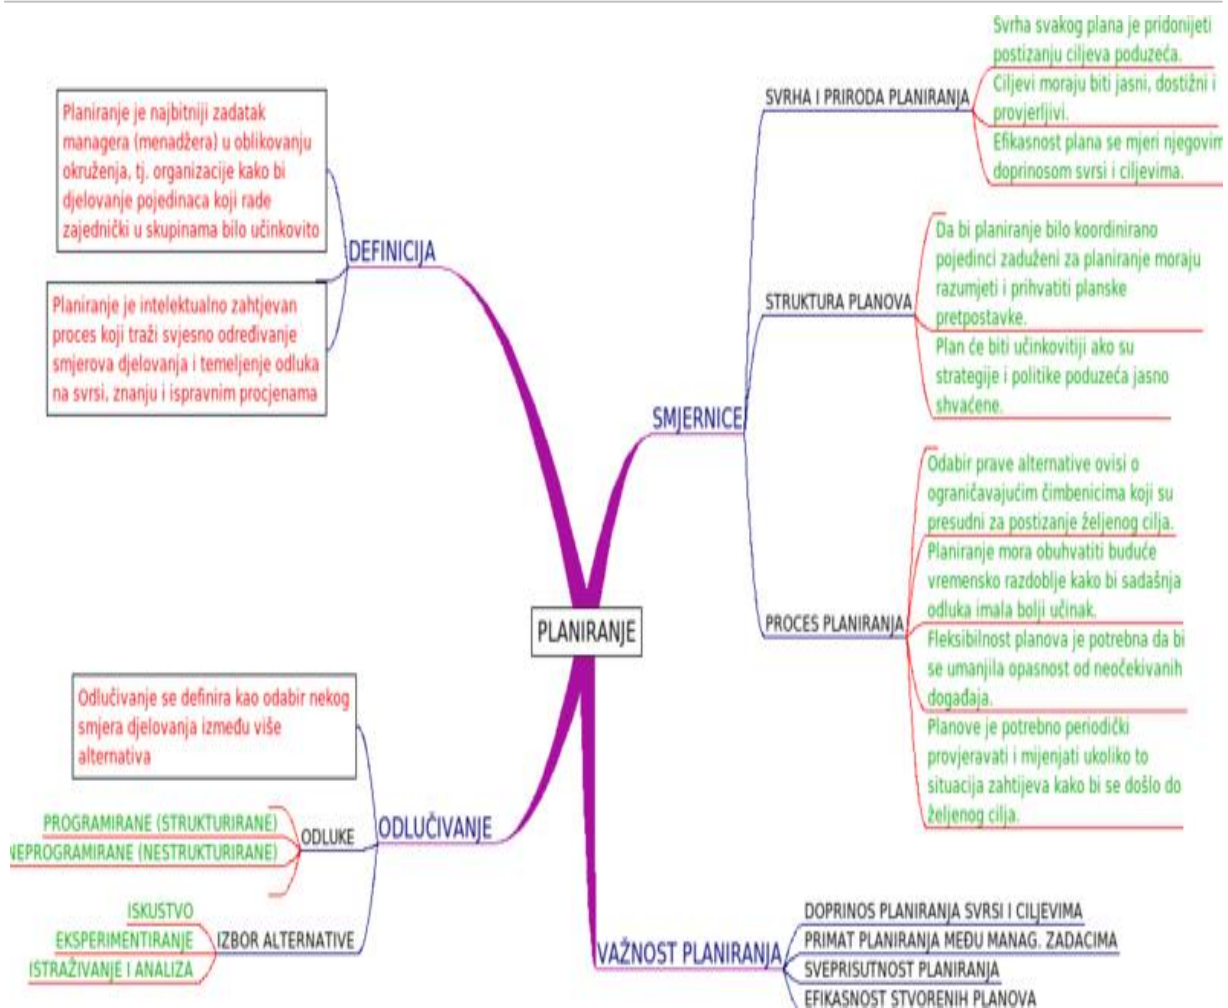 PLANIRANJE
DEFINICIJA
Planiranje je najbitniji zadatak
managera (menadžera) u oblikovanju
okruženja, tj. organizacije kako bi
djelovanje pojedinaca koji rade
zajednički u skupinama bilo učinkovito
Planiranje je intelektualno zahtjevan
proces koji traži svjesno određivanje
smjerova djelovanja i temeljenje odluka
na svrsi, znanju i ispravnim procjenama
ODLUČIVANJE
Odlučivanje se definira kao odabir nekog
smjera djelovanja između više
alternativa
ODLUKE
PROGRAMIRANE (STRUKTURIRANE)
NEPROGRAMIRANE (NESTRUKTURIRANE)
IZBOR ALTERNATIVE
ISKUSTVO
EKSPERIMENTIRANJE
ISTRAŽIVANJE I ANALIZA
SMJERNICE
SVRHA I PRIRODA PLANIRANJA
Svrha svakog plana je pridonijeti
postizanju ciljeva poduzeća.
Ciljevi moraju biti jasni, dostižni i
provjerljivi.
Efikasnost plana se mjeri njegovim
doprinosom svrsi i ciljevima.
STRUKTURA PLANOVA
Da bi planiranje bilo koordinirano
pojedinci zaduženi za planiranje moraju
razumjeti i prihvatiti planske
pretpostavke.
Plan će biti učinkovitiji ako su
strategije i politike poduzeća jasno
shvaćene.
PROCES PLANIRANJA
Odabir prave alternative ovisi o
ograničavajućim čimbenicima koji su
presudni za postizanje željenog cilja.
Planiranje mora obuhvatiti buduće
vremensko razdoblje kako bi sadašnja
odluka imala bolji učinak.
Fleksibilnost planova je potrebna da bi
se umanjila opasnost od neočekivanih
događaja.
Planove je potrebno periodički
provjeravati i mijenjati ukoliko to
situacija zahtijeva kako bi se došlo do
željenog cilja.
VAŽNOST PLANIRANJA
DOPRINOS PLANIRANJA SVRSI I CILJEVIMA
PRIMAT PLANIRANJA MEĐU MANAG. ZADACIMA
SVEPRISUTNOST PLANIRANJA
EFIKASNOST STVORENIH PLANOVA